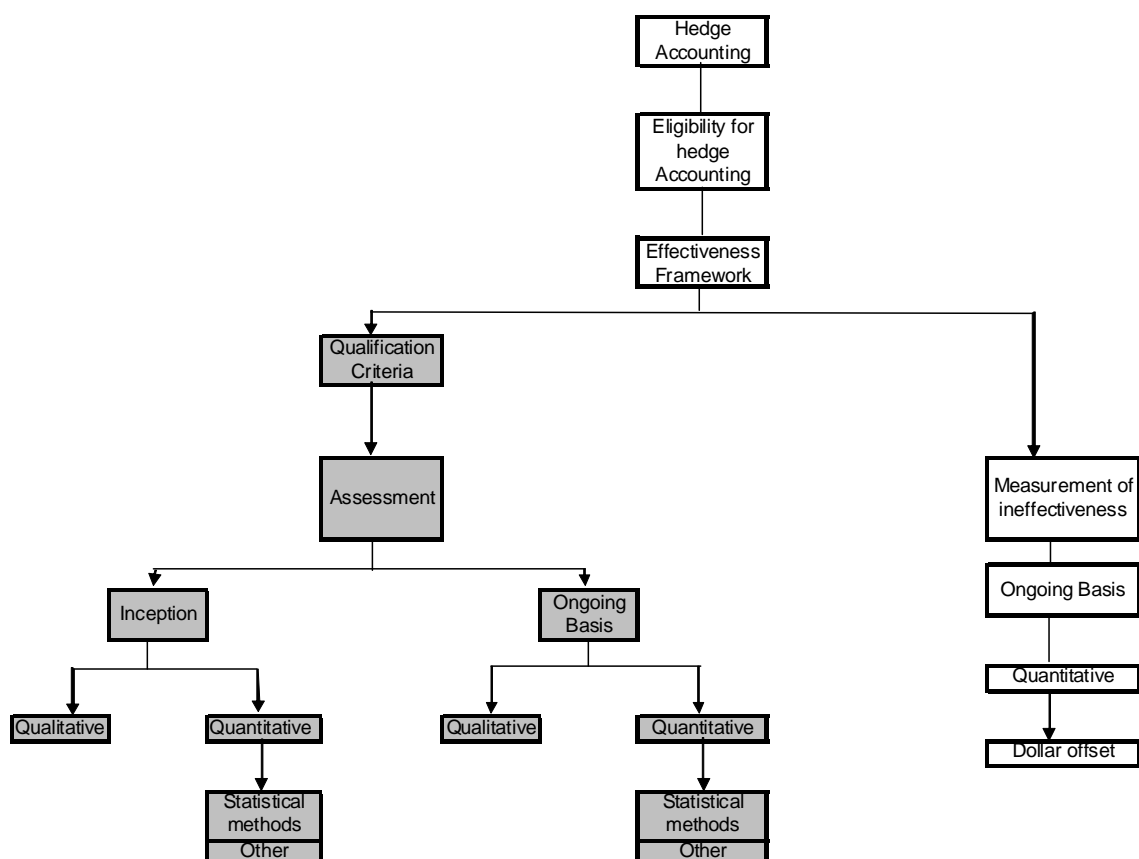 Hedge
Accounting
Eligibility for
hedge
Accounting
Effectiveness
Framework
Qualification
Criteria
Assessment
Measurement of
ineffectiveness
Inception
Ongoing
Basis
Ongoing Basis
Qualitative
Quantitative
Qualitative
Quantitative
Quantitative
Dollar offset
Statistical
methods
Other
Statistical
methods
Other